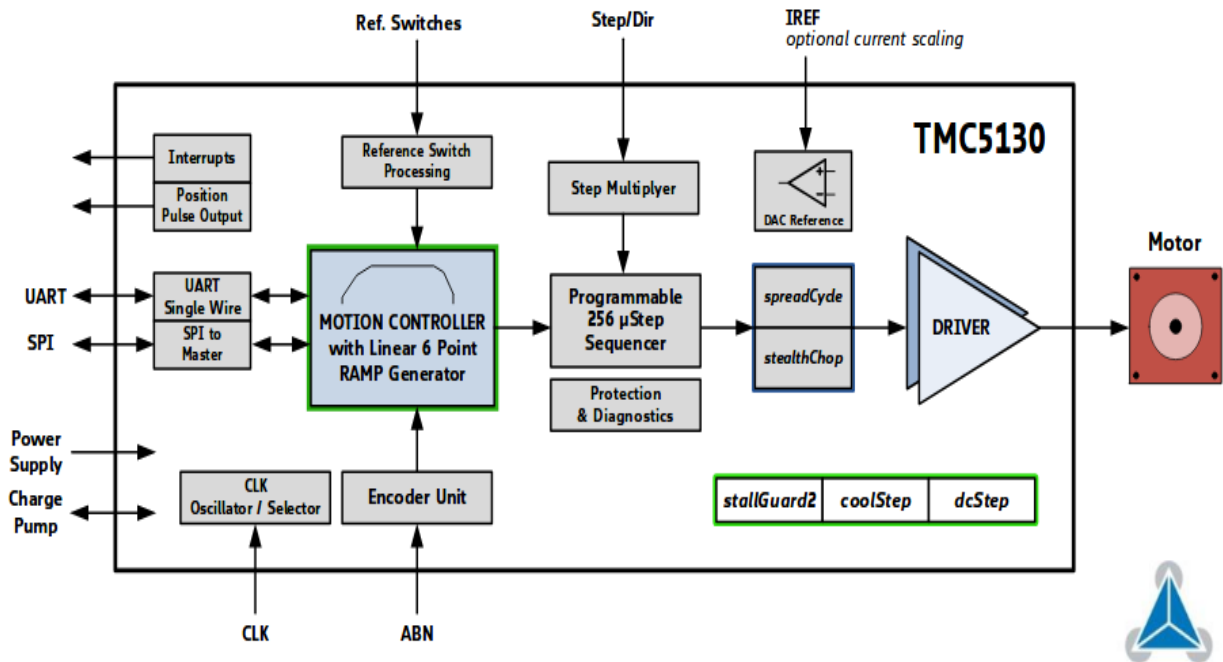 Ref. Switches
Step/Dir
IREF
optional current scaling
TMC5130
Interrupts
Position
Pulse Output
Reference Switch
Processing
Step Multiplyer
DAC Reference
Motor
UART
UART
Single Wire
SPI
SPI to
Master
MOTION CONTROLLER
with Linear 6 Point
RAMP Generator
Programmable
256 µStep
Sequencer
spreadCyde
stealthChop
DRIVER
Protection
& Diagnostics
Power
Supply
Charge
Pump
CLK
Oscillator / Selector
Encoder Unit
stallGuard2
coolStep
dcStep
CLK
ABN